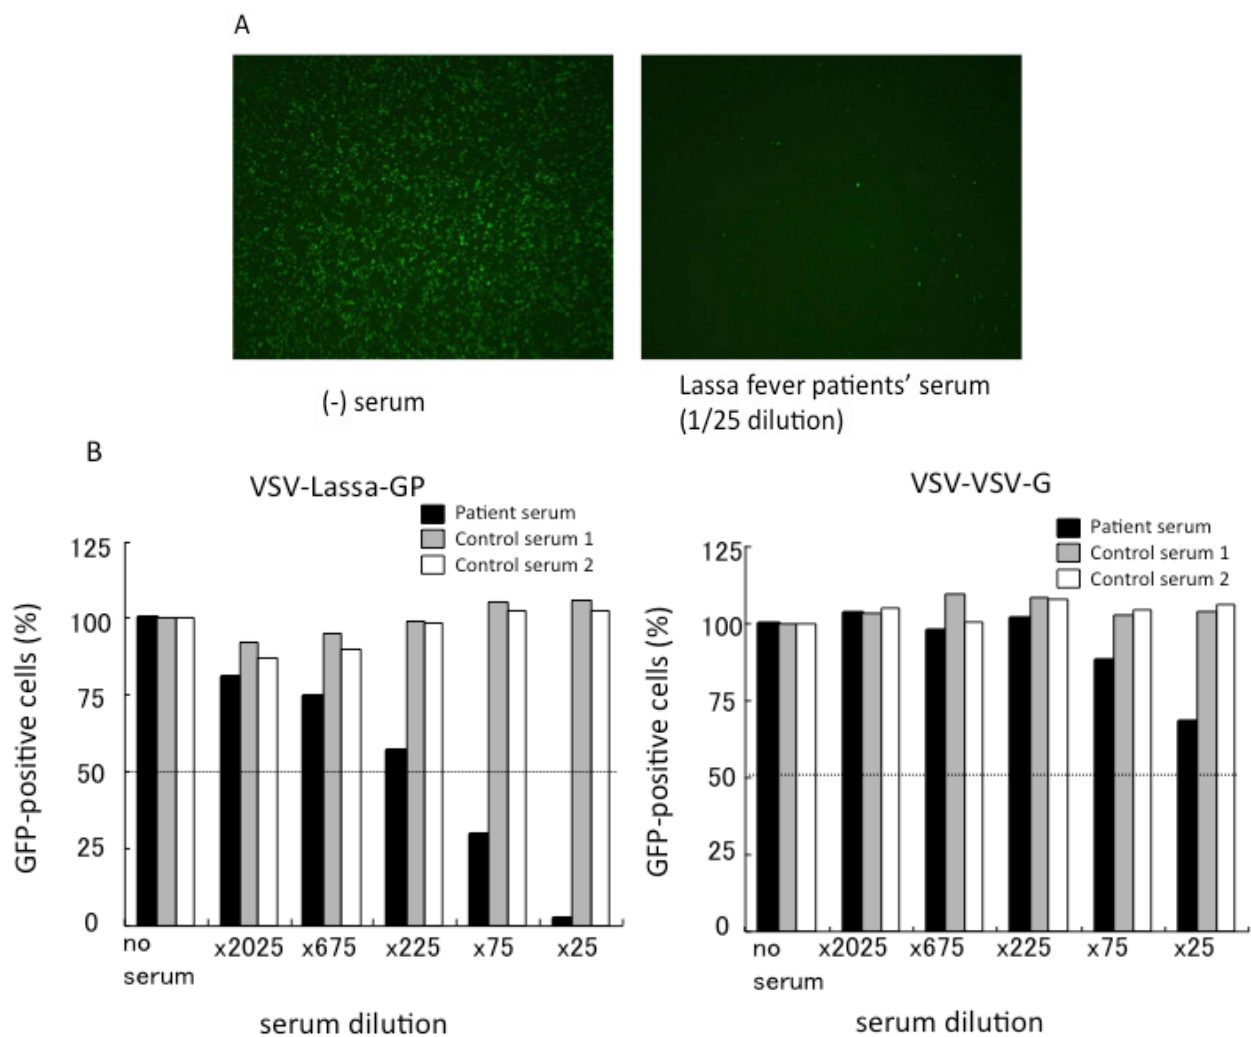 A
(-) serum
Lassa fever patients’ serum
(1/25 dilution)
B
VSV-Lassa-GP
Patient serum
Control serum 1
Control serum 2
125
100
75
50
25
0
GFP-positive cells (%)
no serum
x2025
x675
x225
x75
x25
serum dilution
VSV-VSV-G
Patient serum
Control serum 1
Control serum 2
125
100
75
50
25
0
GFP-positive cells (%)
no serum
x2025
x675
x225
x75
x25
serum dilution